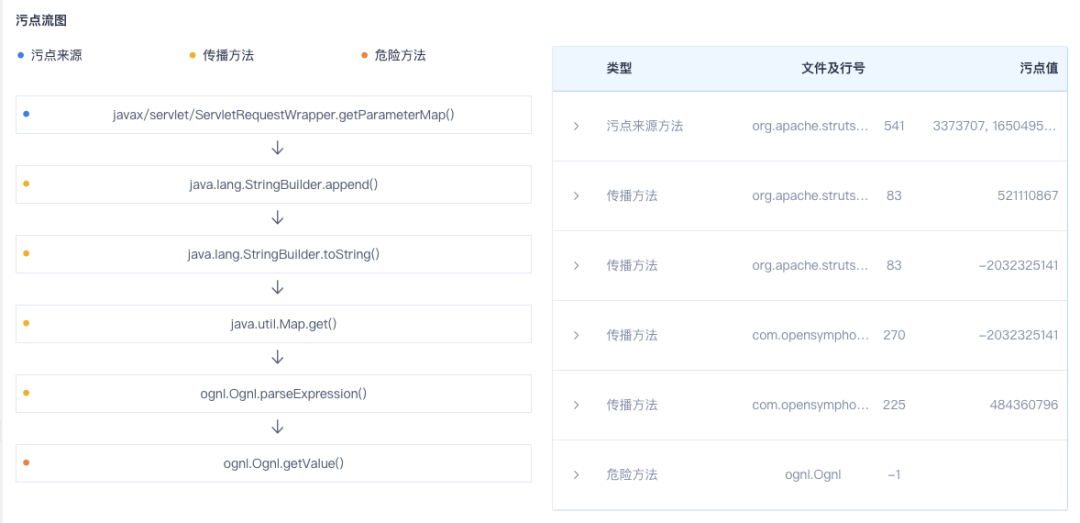 污点流图
污点来源 传播方法 危险方法
javax/servlet/ServletRequestWrapper.getParameterMap()
java.lang.StringBuilder.append()
java.lang.StringBuilder.toString()
java.util.Map.get()
ognl.Ognl.parseExpression()
ognl.Ognl.getValue()
类型 文件及行号 污点值
污点来源方法 org.apache.struts... 541 3373707, 1650495...
传播方法 org.apache.struts... 83 521110867
传播方法 org.apache.struts... 83 -2032325141
传播方法 com.opensympho... 270 -2032325141
传播方法 com.opensympho... 225 484360796
危险方法 ognl.Ognl -1